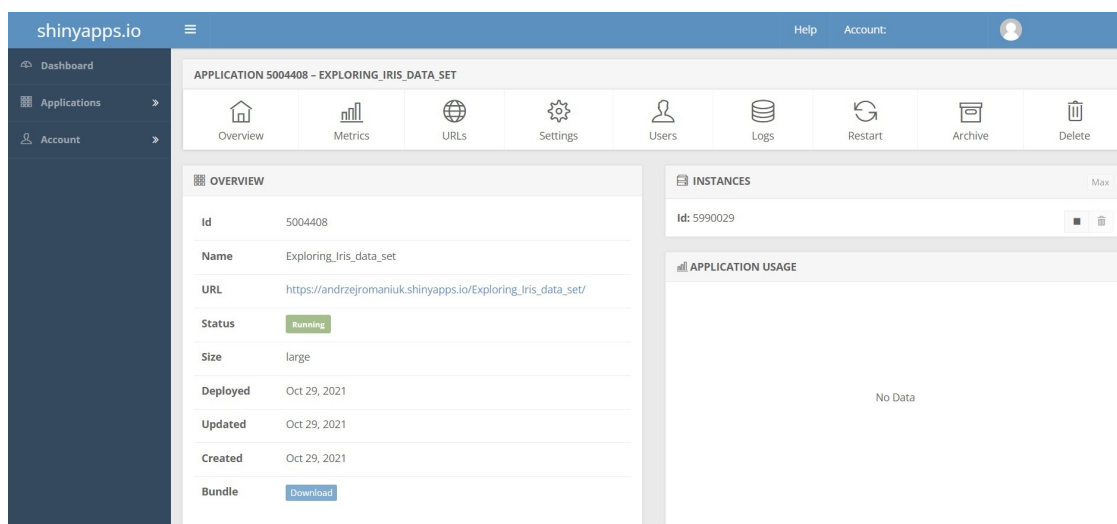 shinyapps.io
Help Account:
Dashboard
Applications
Account
APPLICATION 5004408 – EXPLORING_IRIS_DATA_SET
Overview Metrics URLs Settings Users Logs Restart Archive Delete
OVERVIEW
Id 5004408
Name Exploring_Iris_data_set
URL https://andrzejromaniuk.shinyapps.io/Exploring_Iris_data_set/
Status Running
Size large
Deployed Oct 29, 2021
Updated Oct 29, 2021
Created Oct 29, 2021
Bundle Download
INSTANCES Max
Id: 5990029
APPLICATION USAGE
No Data